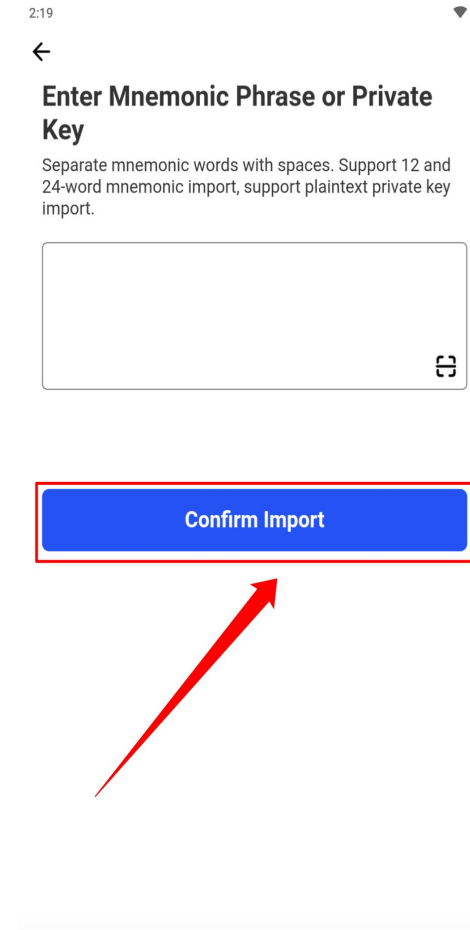 2:19
Enter Mnemonic Phrase or Private
Key
Separate mnemonic words with spaces. Support 12 and
24-word mnemonic import, support plaintext private key
import.
Confirm Import